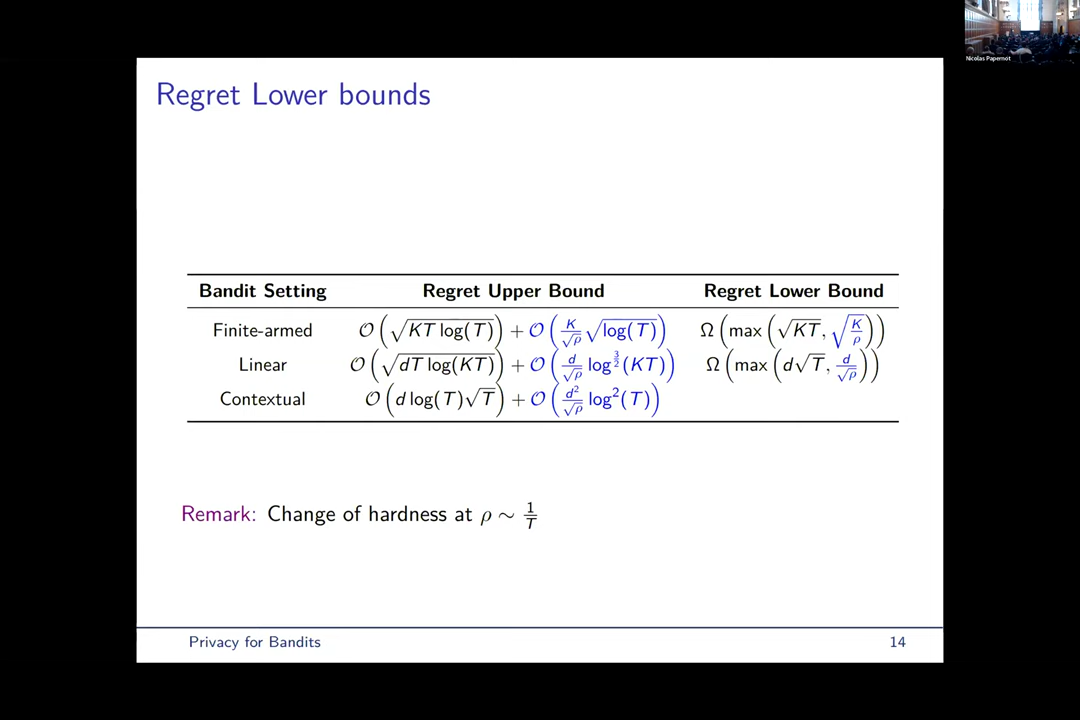 Nicolas Papernot
Regret Lower bounds
Bandit Setting Regret Upper Bound Regret Lower Bound
Finite-armed 𝒪(√(KT log(T))) + 𝒪(K/√ρ √(log(T))) Ω(max(√(KT), √(K/ρ)))
Linear 𝒪(√(dT log(KT))) + 𝒪(d/√ρ log^(3/2)(KT)) Ω(max(d√T, d/√ρ))
Contextual 𝒪(d log(T)√T) + 𝒪(d²/√ρ log²(T))
Remark: Change of hardness at ρ ∼ 1/T
Privacy for Bandits 14